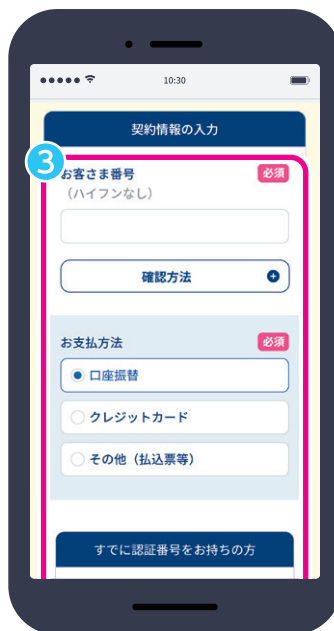 10:30
契約情報の入力
3
お客さま番号 必須
（ハイフンなし）
確認方法
お支払方法 必須
口座振替
クレジットカード
その他（払込票等）
すでに認証番号をお持ちの方